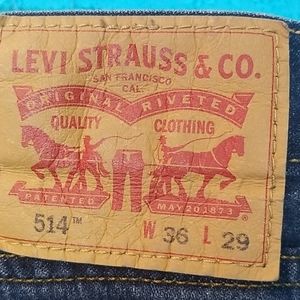 LEVI STRAUSS & CO.
SAN FRANCISCO
CAL.
ORIGINAL RIVETED
QUALITY CLOTHING
PATENTED MAY 20 1873
514™ W 36 L 29